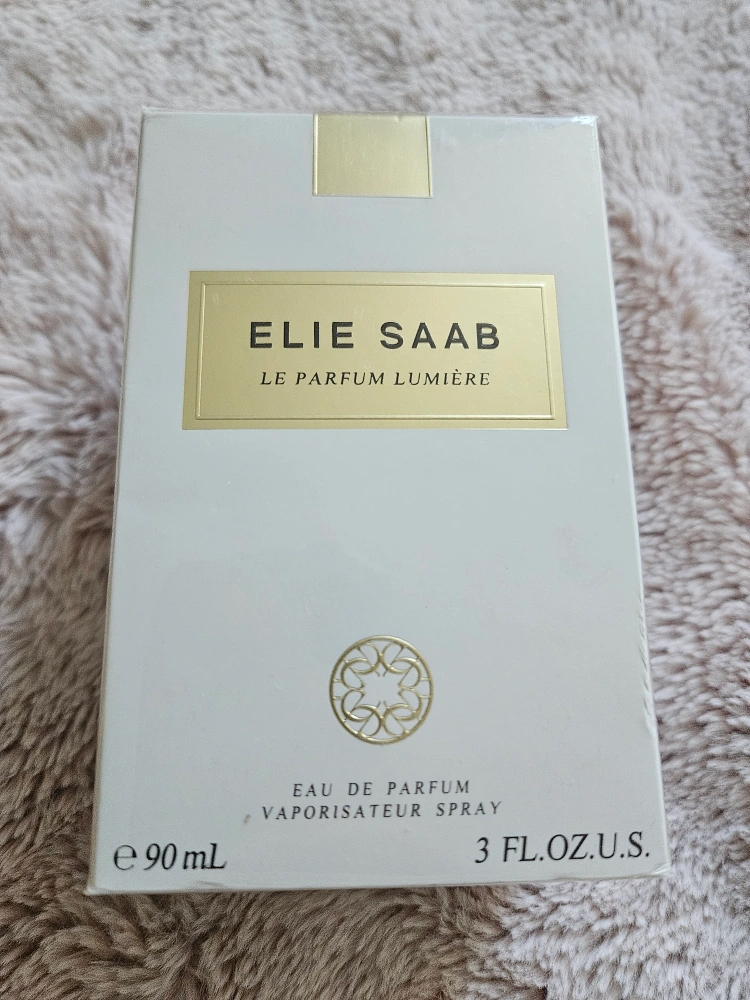 ELIE SAAB
LE PARFUM LUMIÈRE
EAU DE PARFUM
VAPORISATEUR SPRAY
℮ 90 mL
3 FL.OZ.U.S.